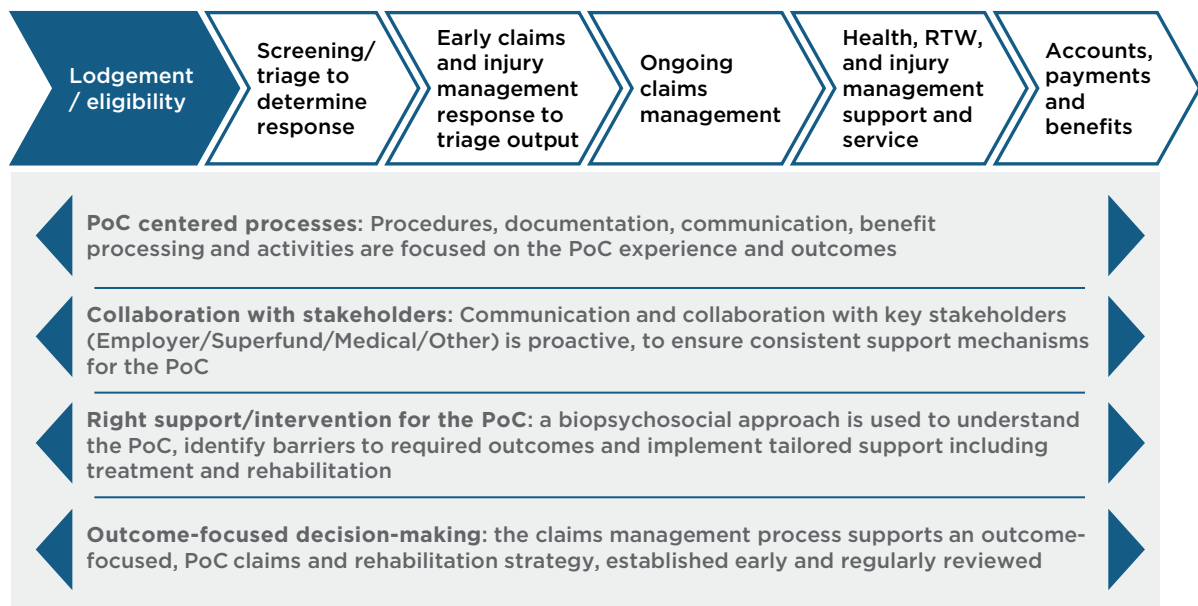 Lodgement
/ eligibility
Screening/
triage to
determine
response
Early claims
and injury
management
response to
triage output
Ongoing
claims
management
Health, RTW,
and injury
management
support and
service
Accounts,
payments
and
benefits
PoC centered processes: Procedures, documentation, communication, benefit
processing and activities are focused on the PoC experience and outcomes
Collaboration with stakeholders: Communication and collaboration with key stakeholders
(Employer/Superfund/Medical/Other) is proactive, to ensure consistent support mechanisms
for the PoC
Right support/intervention for the PoC: a biopsychosocial approach is used to understand
the PoC, identify barriers to required outcomes and implement tailored support including
treatment and rehabilitation
Outcome-focused decision-making: the claims management process supports an outcome-
focused, PoC claims and rehabilitation strategy, established early and regularly reviewed